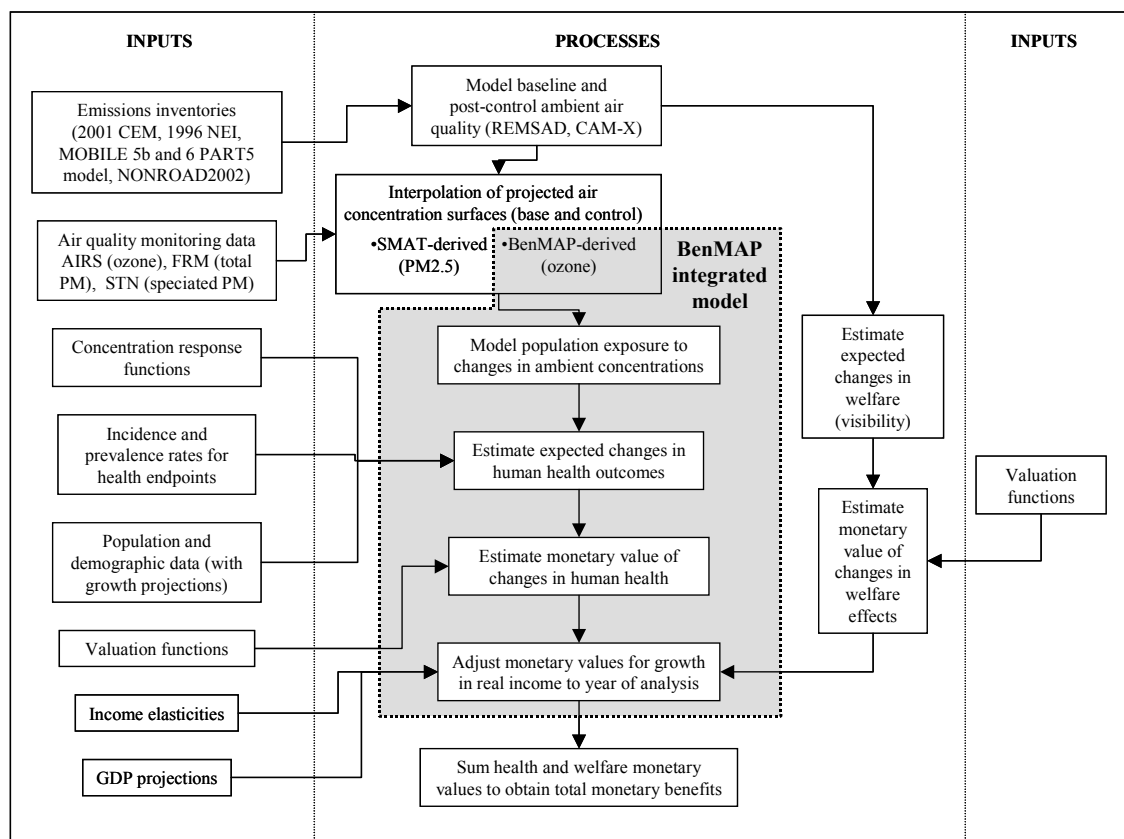 INPUTS
PROCESSES
INPUTS
Emissions inventories
(2001 CEM, 1996 NEI,
MOBILE 5b and 6 PART5
model, NONROAD2002)
Model baseline and
post-control ambient air
quality (REMSAD, CAM-X)
Air quality monitoring data
AIRS (ozone), FRM (total
PM), STN (speciated PM)
Interpolation of projected air
concentration surfaces (base and control)
•SMAT-derived
(PM2.5)
•BenMAP-derived
(ozone)
BenMAP
integrated
model
Concentration response
functions
Model population exposure to
changes in ambient concentrations
Estimate
expected
changes in
welfare
(visibility)
Incidence and
prevalence rates for
health endpoints
Estimate expected changes in
human health outcomes
Valuation
functions
Population and
demographic data (with
growth projections)
Estimate monetary value of
changes in human health
Estimate
monetary
value of
changes in
welfare
effects
Valuation functions
Adjust monetary values for growth
in real income to year of analysis
Income elasticities
GDP projections
Sum health and welfare monetary
values to obtain total monetary benefits